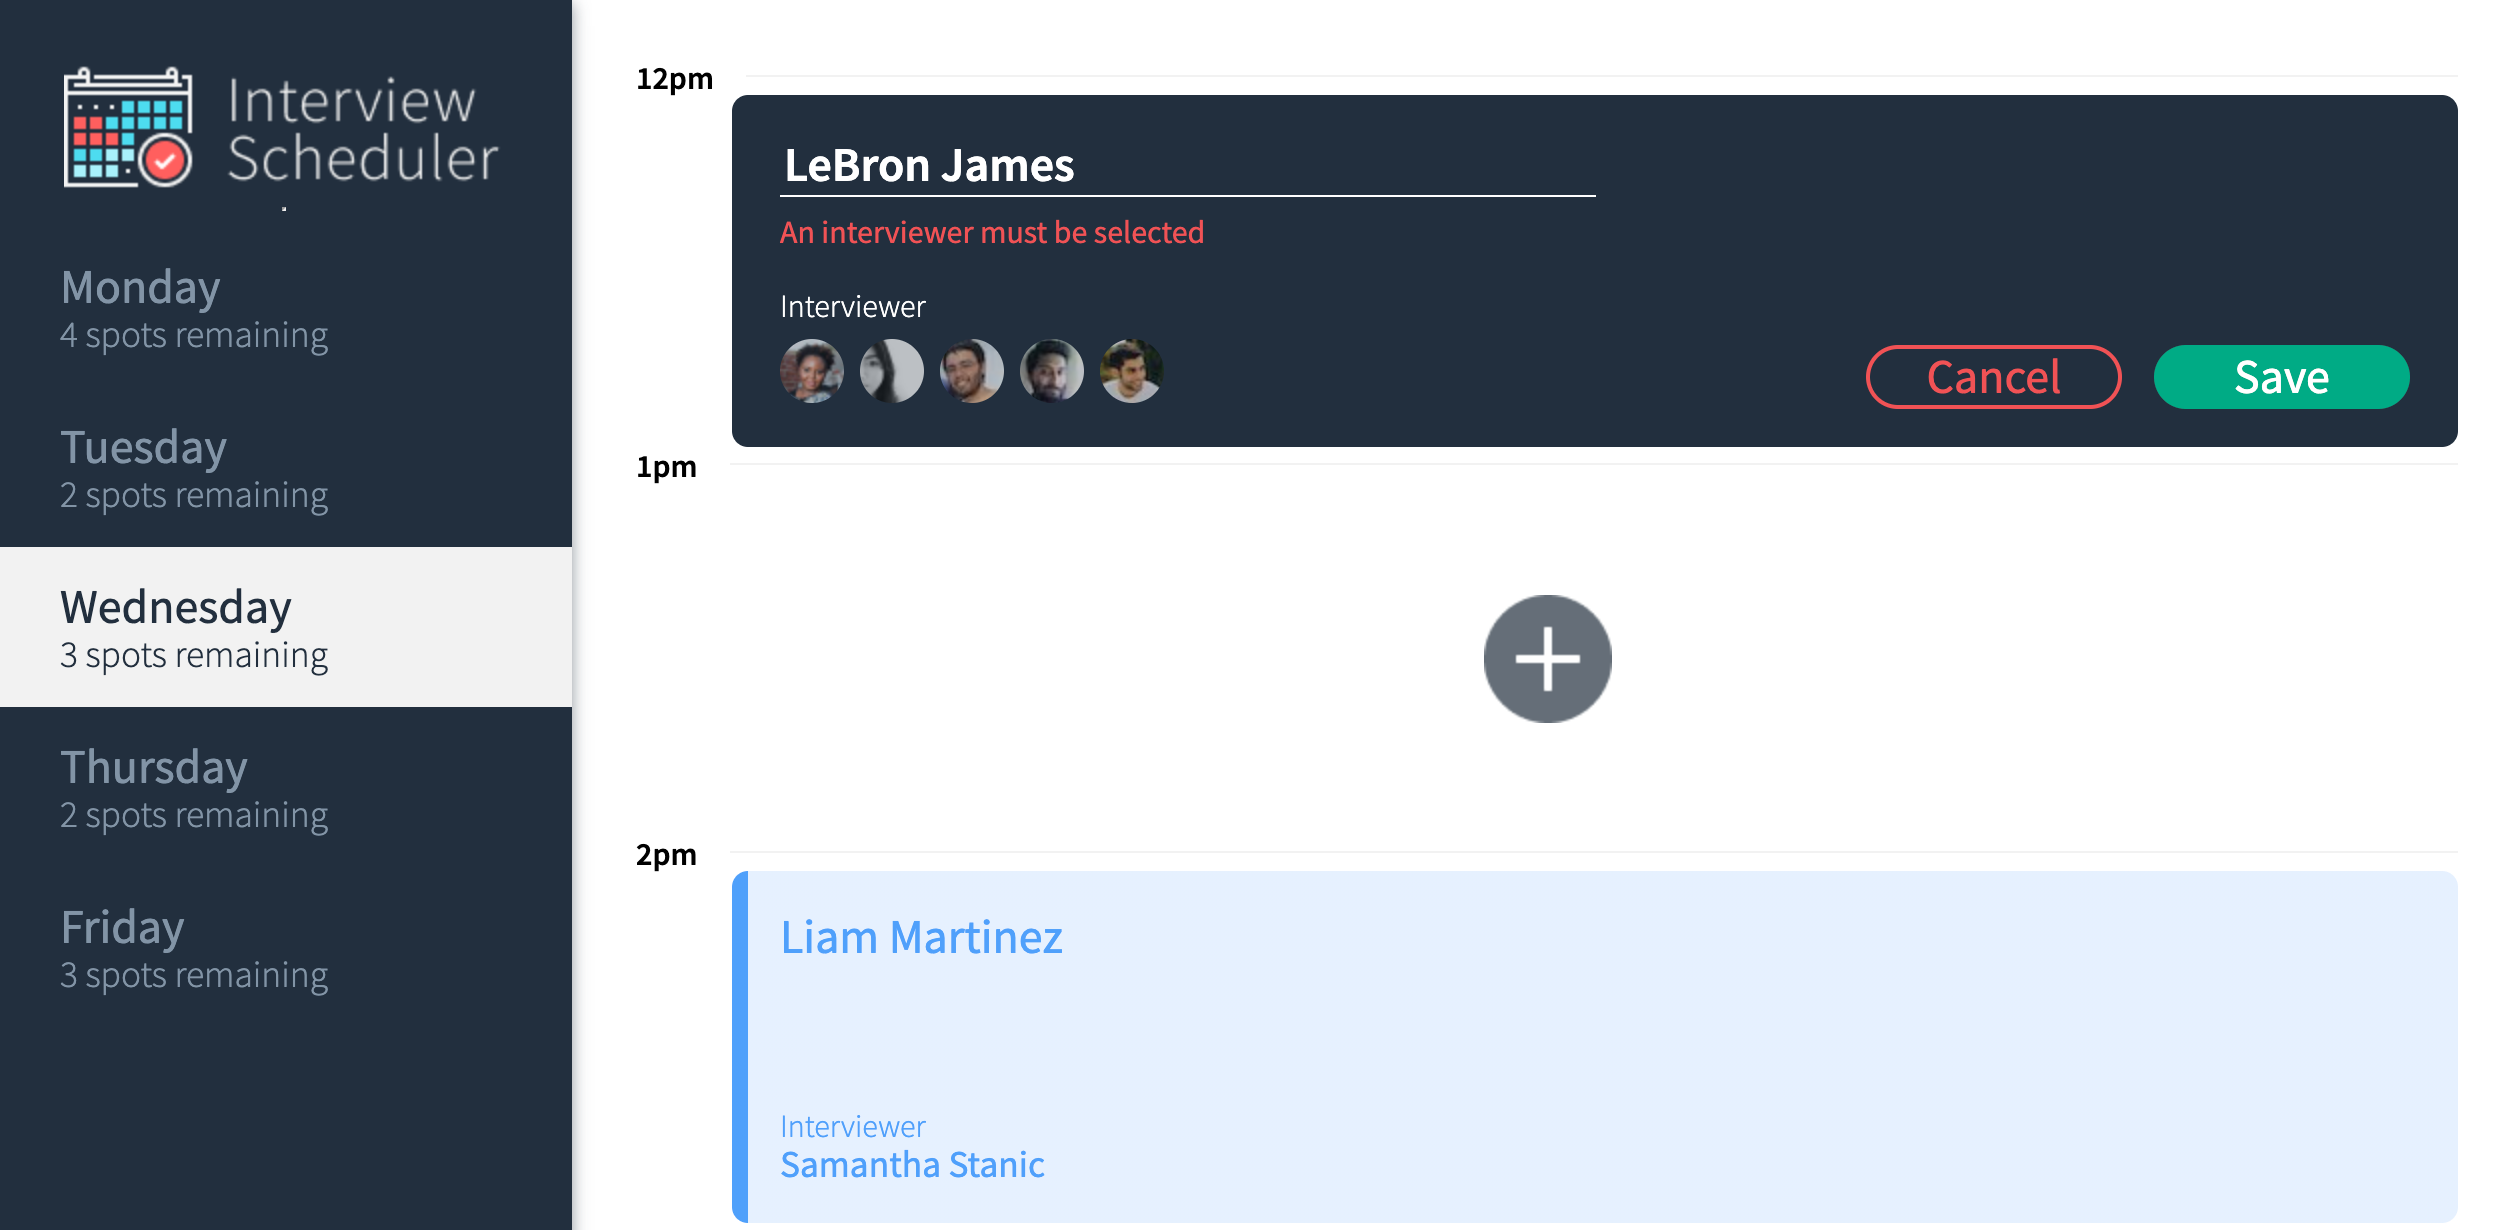 Interview
Scheduler
Monday
4 spots remaining
Tuesday
2 spots remaining
Wednesday
3 spots remaining
Thursday
2 spots remaining
Friday
3 spots remaining
12pm
LeBron James
An interviewer must be selected
Interviewer
Cancel Save
1pm
2pm
Liam Martinez
Interviewer
Samantha Stanic